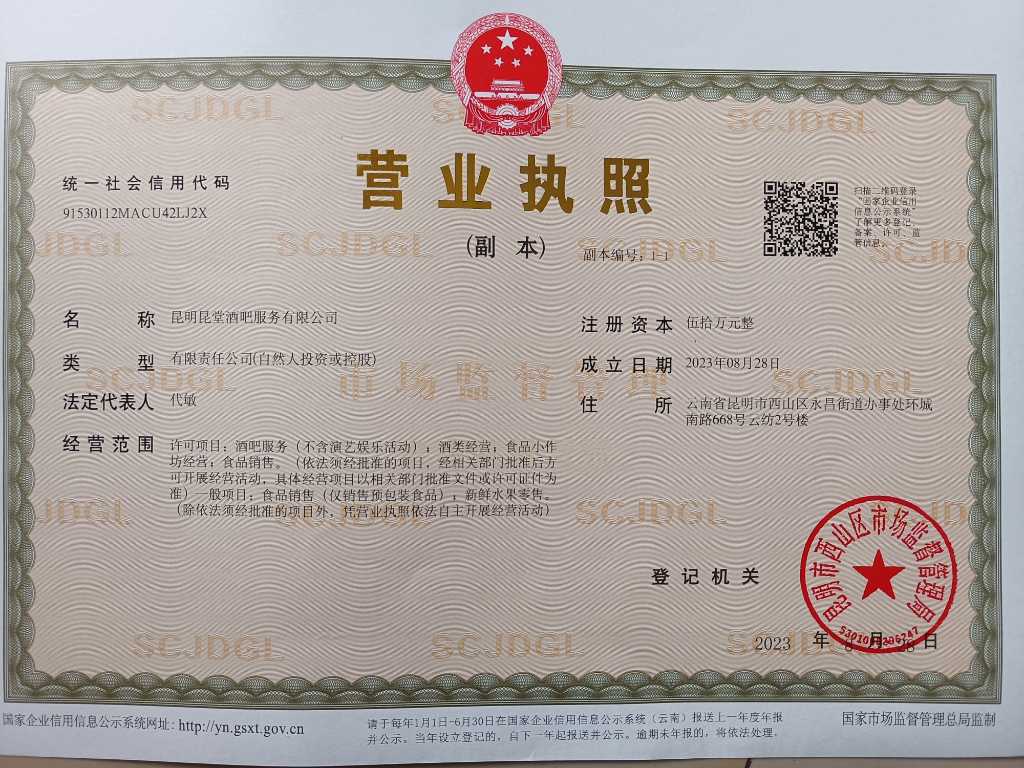 营业执照
(副 本)
副本编号：1-1
统一社会信用代码
91530112MACU42LJ2X
扫描二维码登录
“国家企业信用
信息公示系统”
了解更多登记、
备案、许可、监
管信息。
名称 昆明昆堂酒吧服务有限公司
类型 有限责任公司(自然人投资或控股)
法定代表人 代敏
经营范围 许可项目：酒吧服务（不含演艺娱乐活动）；酒类经营；食品小作
坊经营；食品销售。（依法须经批准的项目，经相关部门批准后方
可开展经营活动，具体经营项目以相关部门批准文件或许可证件为
准）一般项目：食品销售（仅销售预包装食品）；新鲜水果零售。
（除依法须经批准的项目外，凭营业执照依法自主开展经营活动）
注册资本 伍拾万元整
成立日期 2023年08月28日
住所 云南省昆明市西山区永昌街道办事处环城
南路668号云纺2号楼
登记机关
昆明市西山区市场监督管理局
2023 年 8 月 28 日
SCJDGL
市场监督管理
国家企业信用信息公示系统网址：http://yn.gsxt.gov.cn
请于每年1月1日-6月30日在国家企业信用信息公示系统（云南）报送上一年度年报
并公示。当年设立登记的，自下一年起报送并公示。逾期未年报的，将依法处理。
国家市场监督管理总局监制